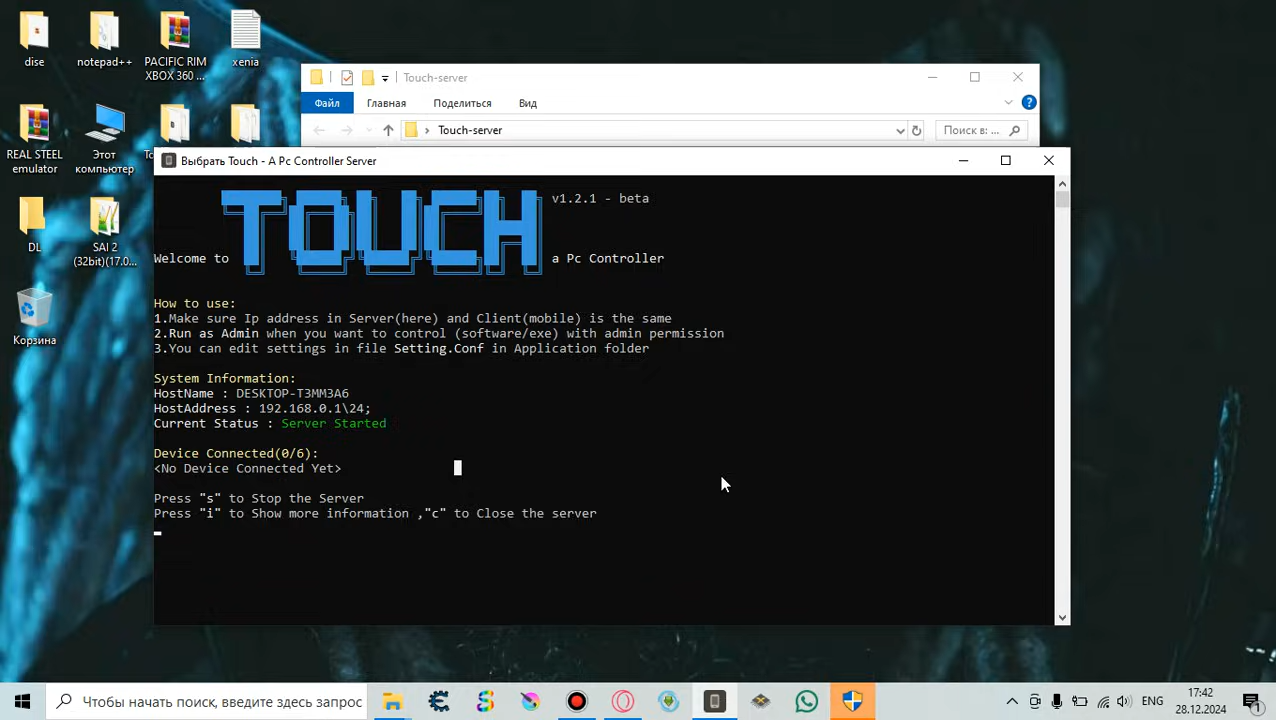 dise
notepad++
PACIFIC RIM
XBOX 360 ...
xenia
REAL STEEL
emulator
Этот
компьютер
To
DL
SAI 2
(32bit)(17.0...
Корзина
Touch-server
Файл
Главная
Поделиться
Вид
Touch-server
Поиск в: ...
Выбрать Touch - A Pc Controller Server
TOUCH
v1.2.1 - beta
Welcome to
a Pc Controller
How to use:
1.Make sure Ip address in Server(here) and Client(mobile) is the same
2.Run as Admin when you want to control (software/exe) with admin permission
3.You can edit settings in file Setting.Conf in Application folder
System Information:
HostName : DESKTOP-T3MM3A6
HostAddress : 192.168.0.1\24;
Current Status : Server Started
Device Connected(0/6):
<No Device Connected Yet>
Press "s" to Stop the Server
Press "i" to Show more information ,"c" to Close the server
Чтобы начать поиск, введите здесь запрос
ENG
17:42
28.12.2024
1